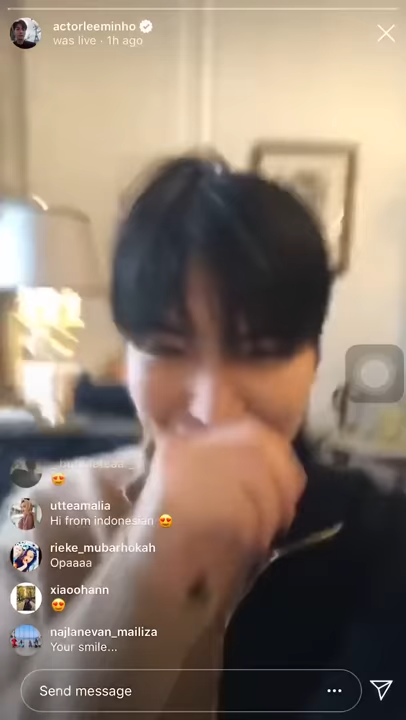 actorleeminho
was live · 1h ago
utteamalia
Hi from indonesian 😍
rieke_mubarhokah
Opaaaa
xiaoohann
😍
najlanevan_mailiza
Your smile...
Send message